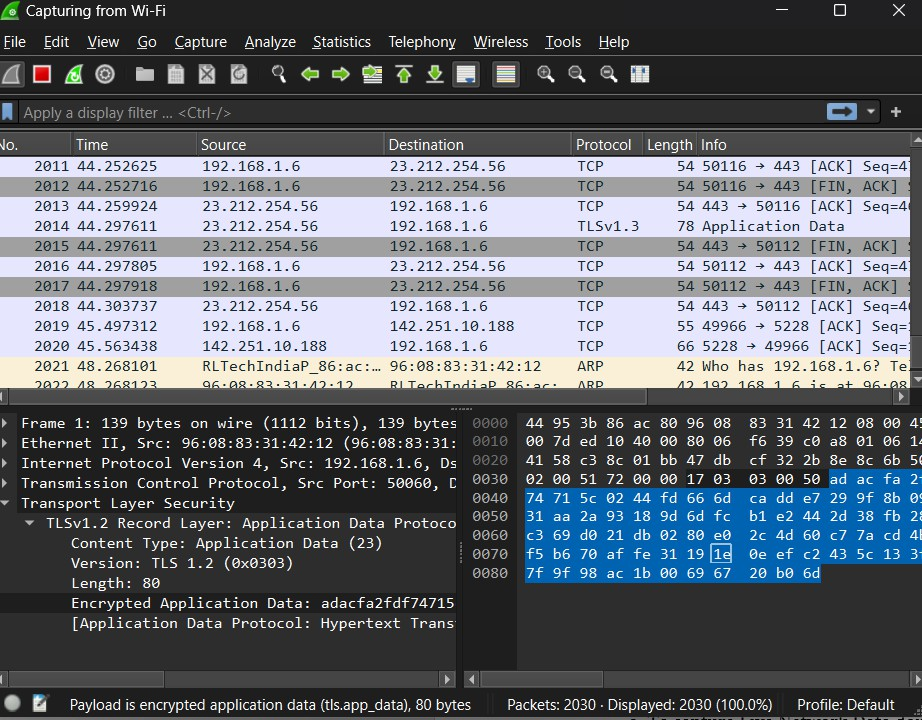 Capturing from Wi-Fi
File Edit View Go Capture Analyze Statistics Telephony Wireless Tools Help
Apply a display filter ... <Ctrl-/>
No. Time Source Destination Protocol Length Info
2011 44.252625 192.168.1.6 23.212.254.56 TCP 54 50116 → 443 [ACK]
2012 44.252716 192.168.1.6 23.212.254.56 TCP 54 50116 → 443 [FIN, ACK]
2013 44.259924 23.212.254.56 192.168.1.6 TCP 54 443 → 50116 [ACK]
2014 44.297611 23.212.254.56 192.168.1.6 TLSv1.3 78 Application Data
2015 44.297611 23.212.254.56 192.168.1.6 TCP 54 443 → 50112 [FIN, ACK]
2016 44.297805 192.168.1.6 23.212.254.56 TCP 54 50112 → 443 [ACK]
2017 44.297918 192.168.1.6 23.212.254.56 TCP 54 50112 → 443 [FIN, ACK]
2018 44.303737 23.212.254.56 192.168.1.6 TCP 54 443 → 50112 [ACK]
2019 45.497312 192.168.1.6 142.251.10.188 TCP 55 49966 → 5228 [ACK]
2020 45.563438 142.251.10.188 192.168.1.6 TCP 66 5228 → 49966 [ACK]
2021 48.268101 RLTechIndiaP_86:ac:… 96:08:83:31:42:12 ARP 42 Who has 192.168.1.6?
2022 48.268123 96:08:83:31:42:12 RLTechIndiaP_86:ac: ARP 42 192.168.1.6 is at 96:08
Frame 1: 139 bytes on wire (1112 bits), 139 bytes
Ethernet II, Src: 96:08:83:31:42:12 (96:08:83:31:
Internet Protocol Version 4, Src: 192.168.1.6,
Transmission Control Protocol, Src Port: 50060,
Transport Layer Security
TLSv1.2 Record Layer: Application Data Protoco
Content Type: Application Data (23)
Version: TLS 1.2 (0x0303)
Length: 80
Encrypted Application Data: adacfa2fdf74715
[Application Data Protocol: Hypertext Trans
0000 44 95 3b 86 ac 80 96 08 83 31 42 12 08 00 45
0010 00 7d ed 10 40 00 80 06 f6 39 c0 a8 01 06 14
0020 41 58 c3 8c 01 bb 47 db cf 32 2b 8e 8c 6b 50
0030 02 00 51 72 00 00 17 03 03 00 50 ad ac fa 2f
0040 74 71 5c 02 44 fd 66 6d ca dd e7 29 9f 8b 09
0050 31 aa 2a 93 18 9d 6d fc b1 e2 44 2d 38 fb 28
0060 c3 69 d0 21 db 02 80 e0 2c 4d 60 c7 7a cd 4b
0070 f5 b6 70 af fe 31 19 1e 0e ef c2 43 5c 13
0080 7f 9f 98 ac 1b 00 69 67 20 b0 6d
Payload is encrypted application data (tls.app_data), 80 bytes
Packets: 2030 · Displayed: 2030 (100.0%)
Profile: Default